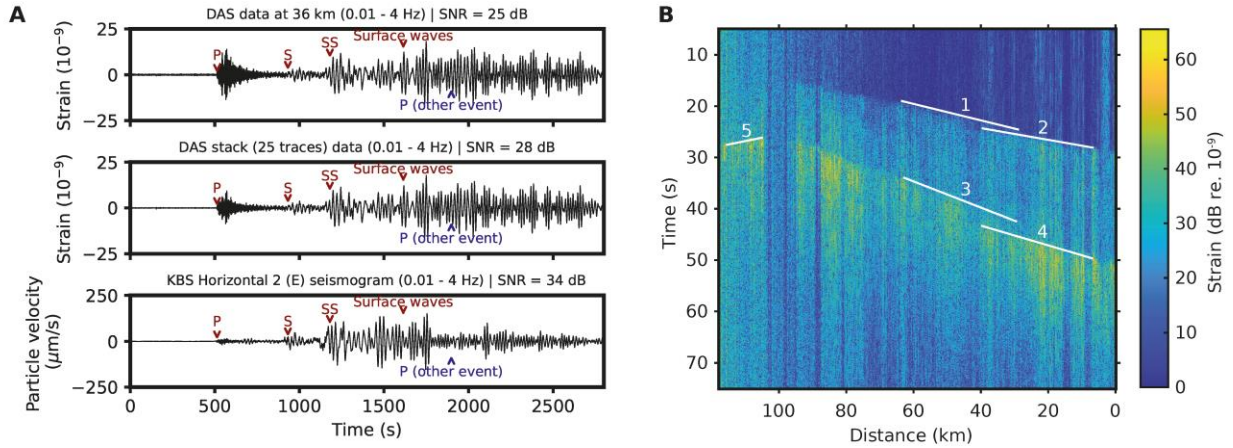 A
DAS data at 36 km (0.01 - 4 Hz) | SNR = 25 dB
Strain (10⁻⁹)
25
0
−25
P
S
SS
Surface waves
P (other event)
DAS stack (25 traces) data (0.01 - 4 Hz) | SNR = 28 dB
Strain (10⁻⁹)
25
0
−25
P
S
SS
Surface waves
P (other event)
KBS Horizontal 2 (E) seismogram (0.01 - 4 Hz) | SNR = 34 dB
Particle velocity
(μm/s)
250
0
−250
P
S
SS
Surface waves
P (other event)
0 500 1000 1500 2000 2500
Time (s)
B
Time (s)
10
20
30
40
50
60
70
1
2
3
4
5
100 80 60 40 20 0
Distance (km)
60
50
40
30
20
10
0
Strain (dB re. 10⁻⁹)